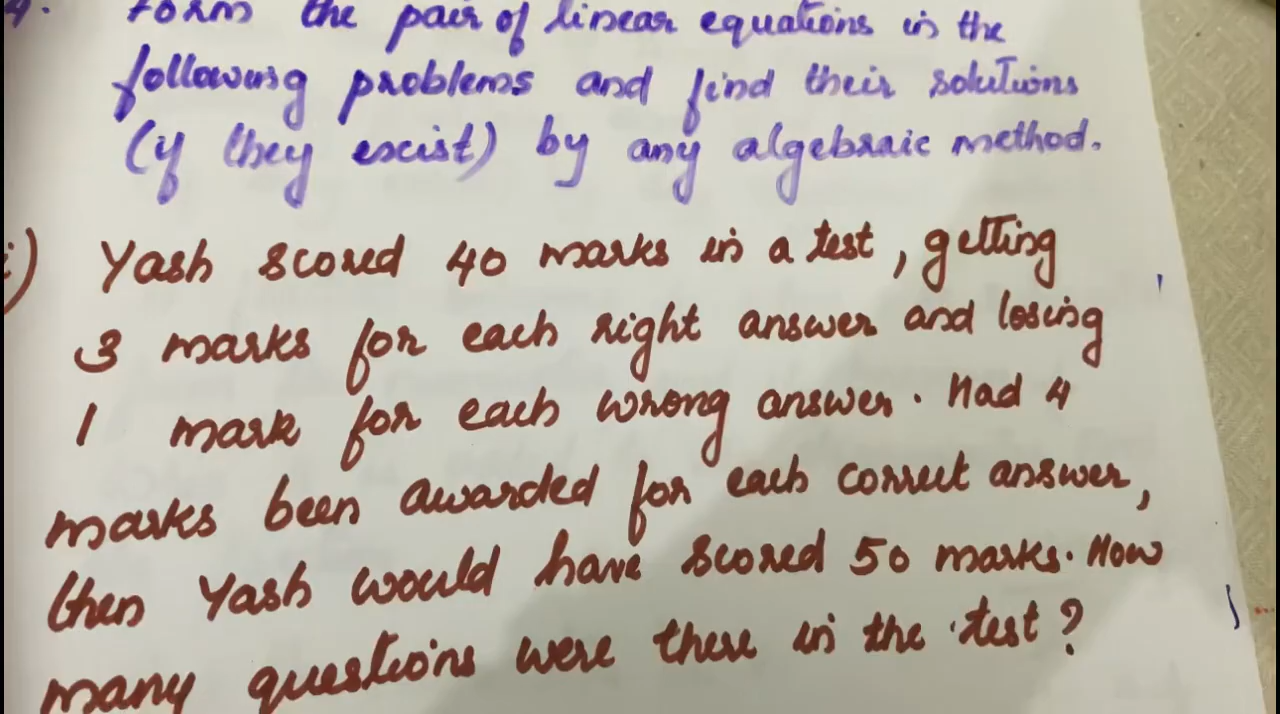 4. Form the pair of linear equations in the
following problems and find their solutions
(if they exist) by any algebraic method.
i) Yash scored 40 marks in a test, getting
3 marks for each right answer and losing
1 mark for each wrong answer. Had 4
marks been awarded for each correct answer,
then Yash would have scored 50 marks. How
many questions were there in the test?